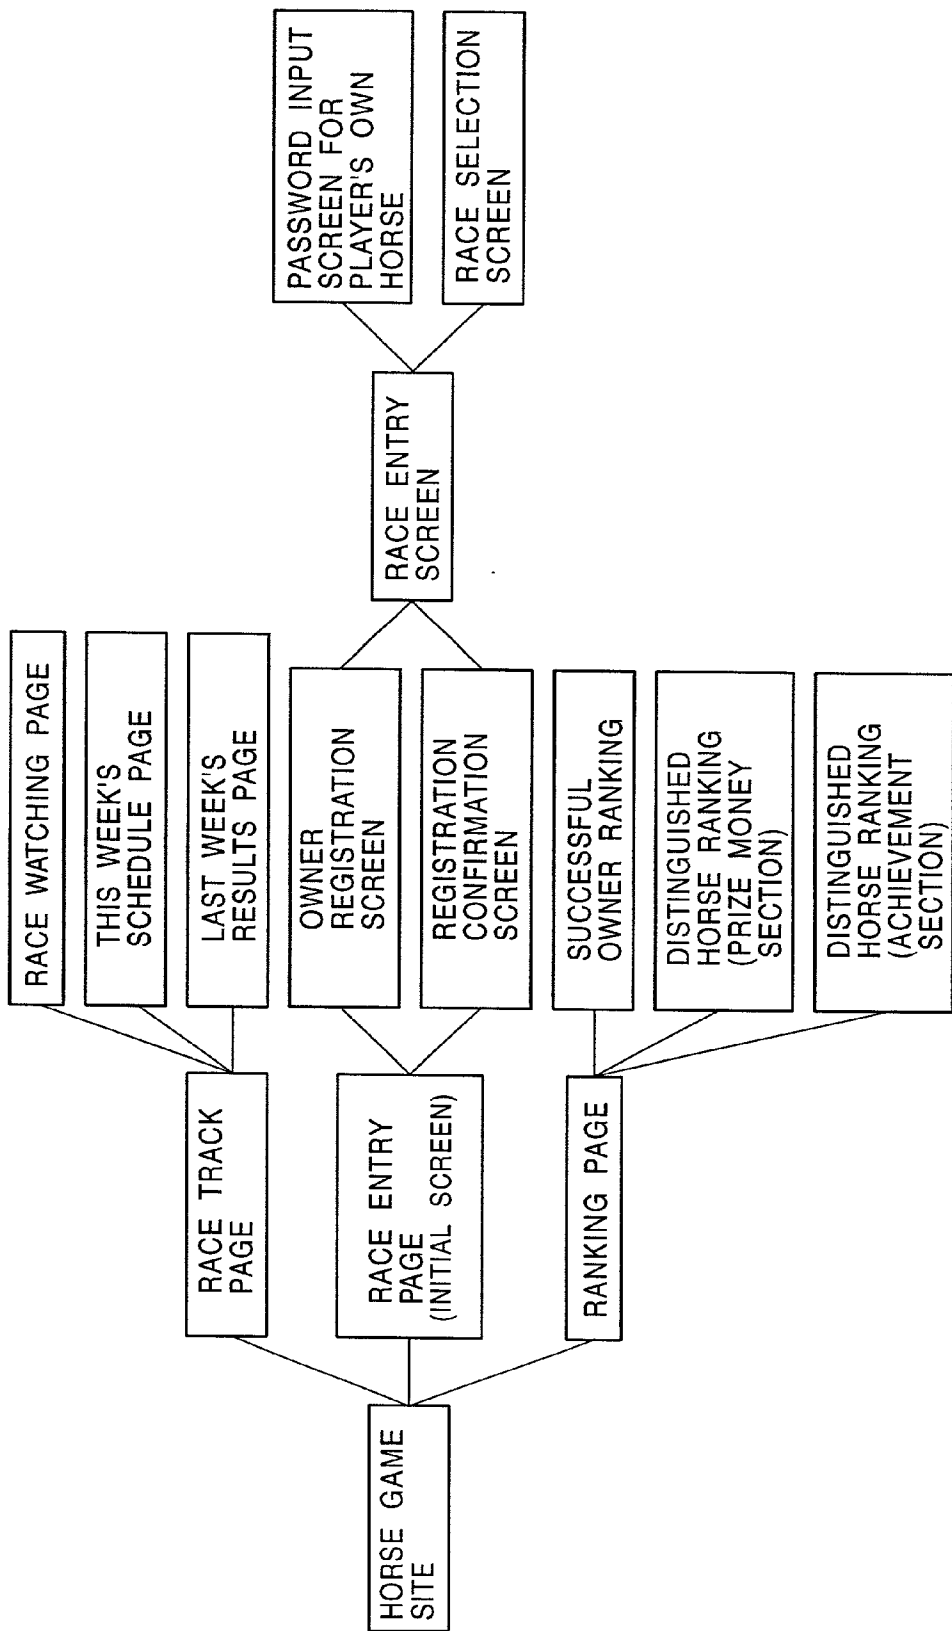 HORSE GAME
SITE
RACE TRACK
PAGE
RACE ENTRY
PAGE
(INITIAL SCREEN)
RANKING PAGE
RACE WATCHING PAGE
THIS WEEK'S
SCHEDULE PAGE
LAST WEEK'S
RESULTS PAGE
OWNER
REGISTRATION
SCREEN
REGISTRATION
CONFIRMATION
SCREEN
SUCCESSFUL
OWNER RANKING
DISTINGUISHED
HORSE RANKING
(PRIZE MONEY
SECTION)
DISTINGUISHED
HORSE RANKING
(ACHIEVEMENT
SECTION)
RACE ENTRY
SCREEN
PASSWORD INPUT
SCREEN FOR
PLAYER'S OWN
HORSE
RACE SELECTION
SCREEN